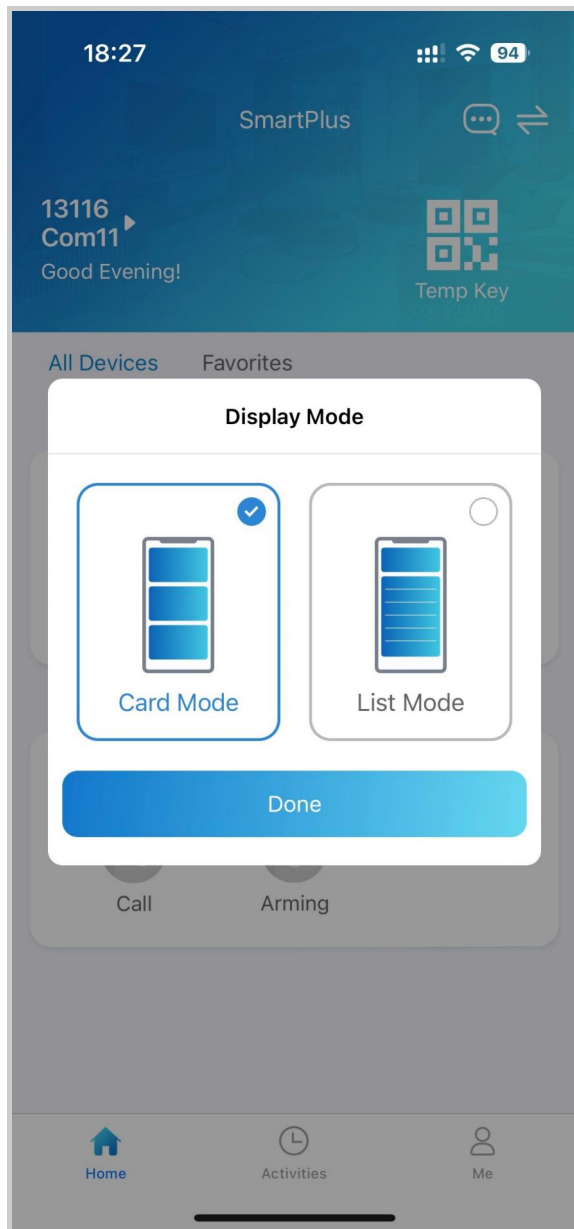 18:27
94
SmartPlus
13116
Com11
Good Evening!
Temp Key
All Devices
Favorites
Display Mode
Card Mode
List Mode
Done
Call
Arming
Home
Activities
Me